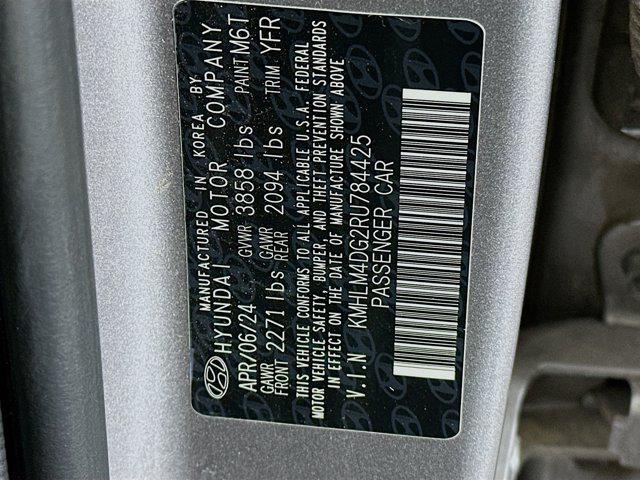 MANUFACTURED IN KOREA BY
HYUNDAI MOTOR COMPANY
APR/06/24 GVWR 3858 lbs PAINT M6T
GAWR FRONT 2271 lbs GAWR REAR 2094 lbs TRIM YFR
THIS VEHICLE CONFORMS TO ALL APPLICABLE U.S.A. FEDERAL
MOTOR VEHICLE SAFETY, BUMPER, AND THEFT PREVENTION STANDARDS
IN EFFECT ON THE DATE OF MANUFACTURE SHOWN ABOVE
V.I.N KMHLM4DG2RU784425
PASSENGER CAR